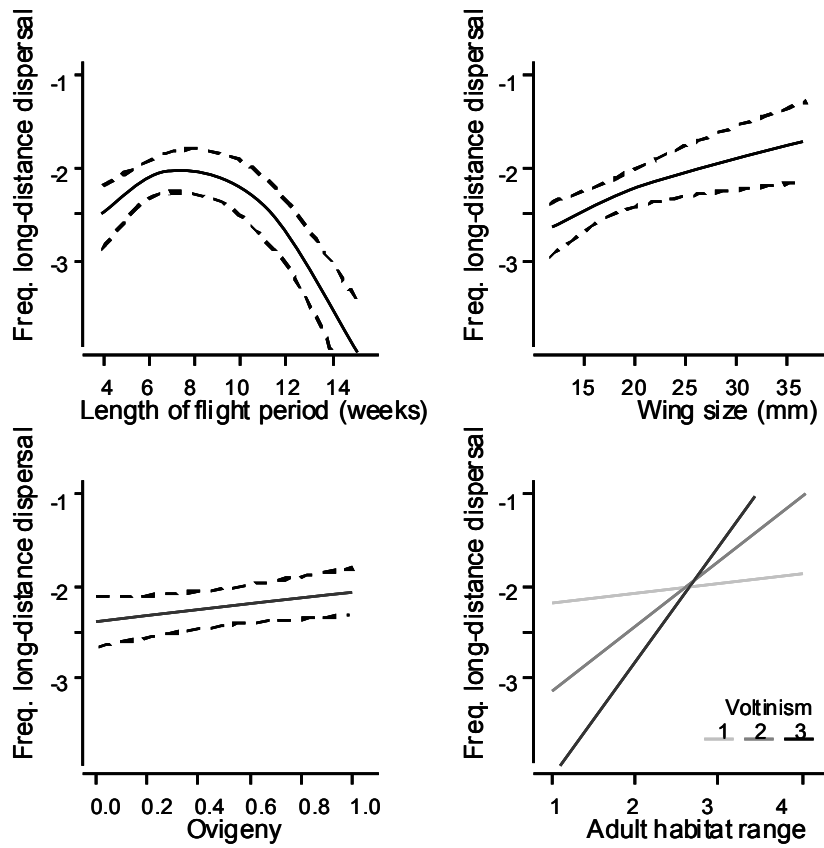 Freq. long-distance dispersal
-1
-2
-3
4 6 8 10 12 14
Length of flight period (weeks)
Freq. long-distance dispersal
-1
-2
-3
15 20 25 30 35
Wing size (mm)
Freq. long-distance dispersal
-1
-2
-3
0.0 0.2 0.4 0.6 0.8 1.0
Ovigeny
Freq. long-distance dispersal
-1
-2
-3
Voltinism
1 2 3
1 2 3 4
Adult habitat range